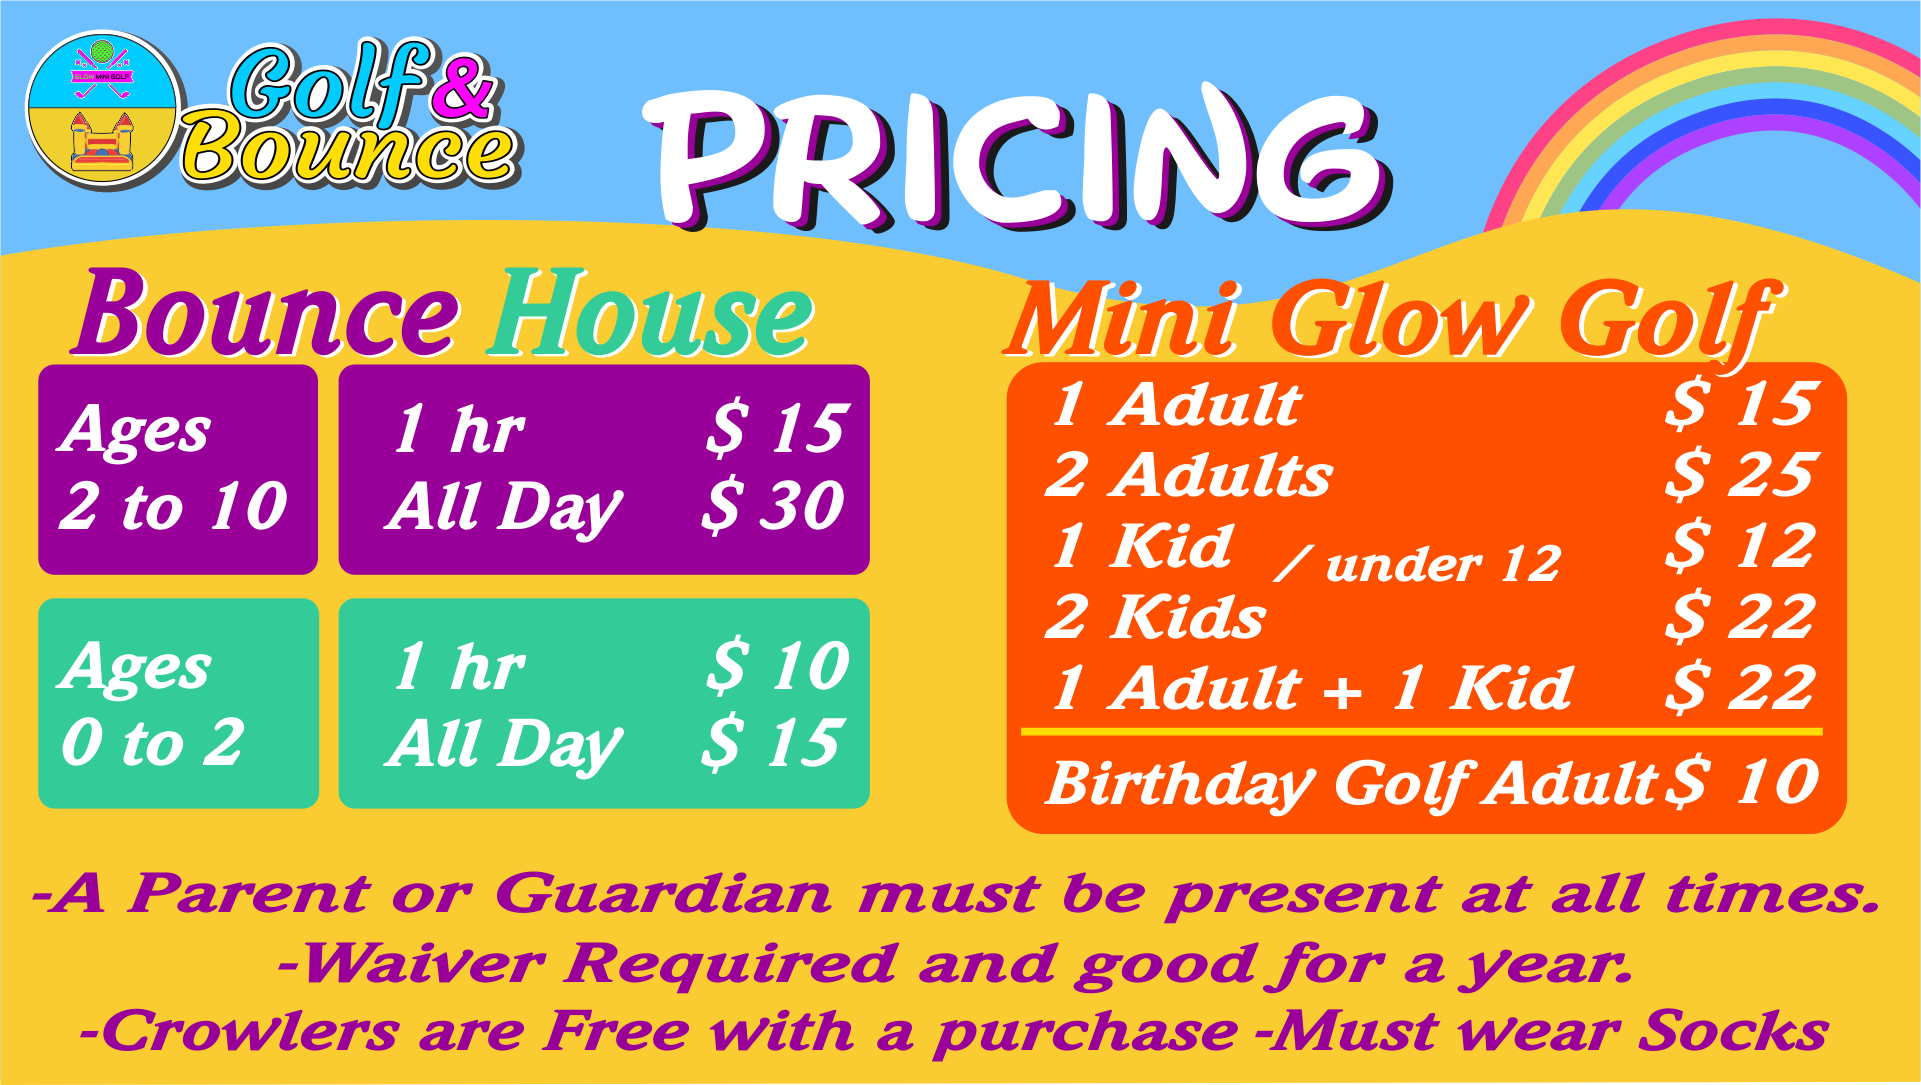 GLOW MINI GOLF
Golf &
Bounce
PRICING
Bounce House
Ages
2 to 10
1 hr $ 15
All Day $ 30
Ages
0 to 2
1 hr $ 10
All Day $ 15
Mini Glow Golf
1 Adult $ 15
2 Adults $ 25
1 Kid / under 12 $ 12
2 Kids $ 22
1 Adult + 1 Kid $ 22
Birthday Golf Adult $ 10
-A Parent or Guardian must be present at all times.
-Waiver Required and good for a year.
-Crowlers are Free with a purchase -Must wear Socks